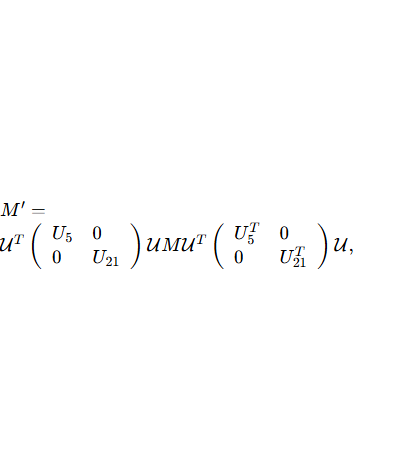 M′ =
𝒰^T ( U_5 0 0 U_21 ) 𝒰M𝒰^T ( U_5^T 0 0 U_21^T ) 𝒰,